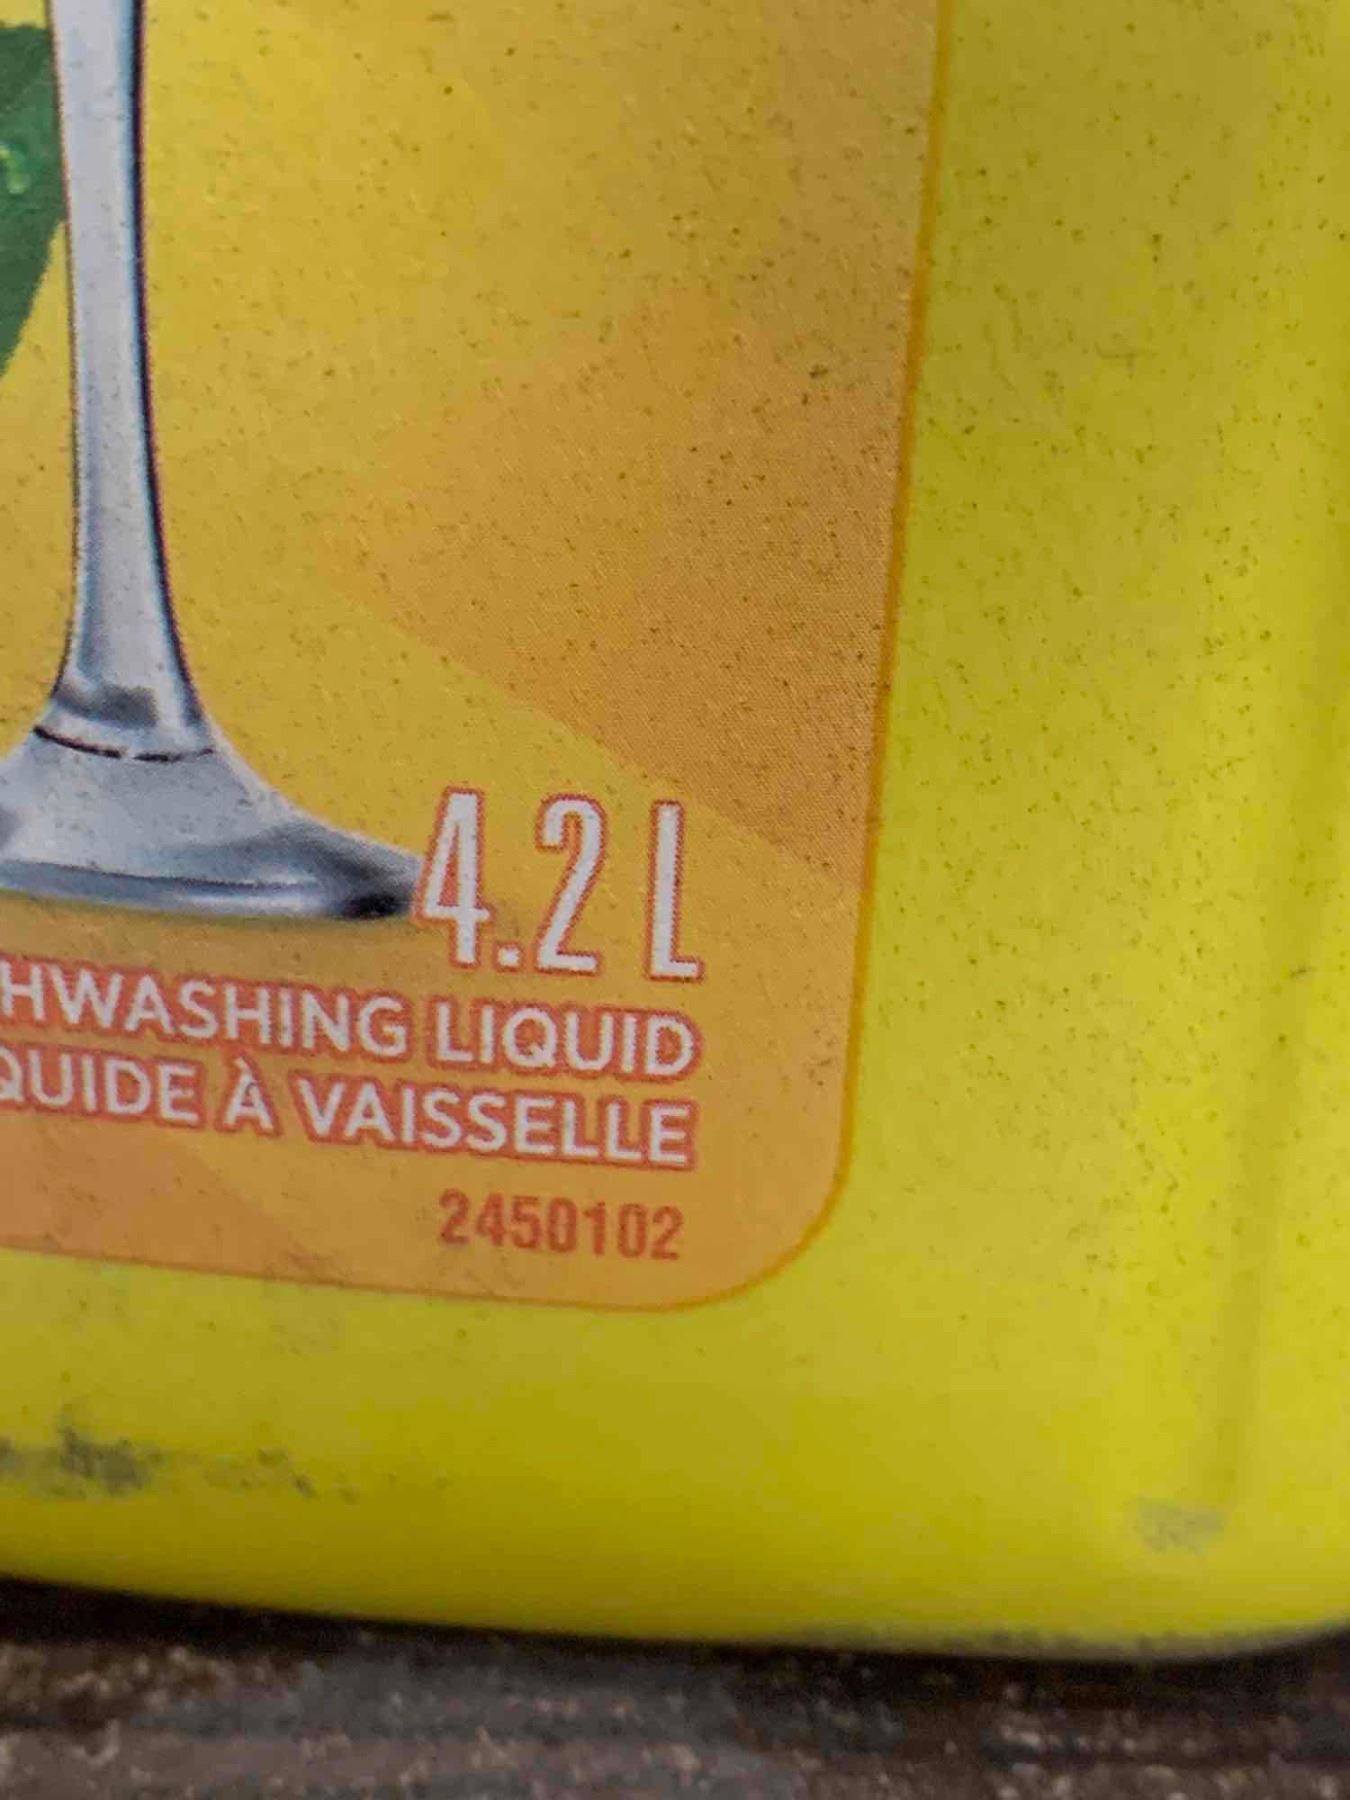 4.2 L
HWASHING LIQUID
QUIDE À VAISSELLE
2450102